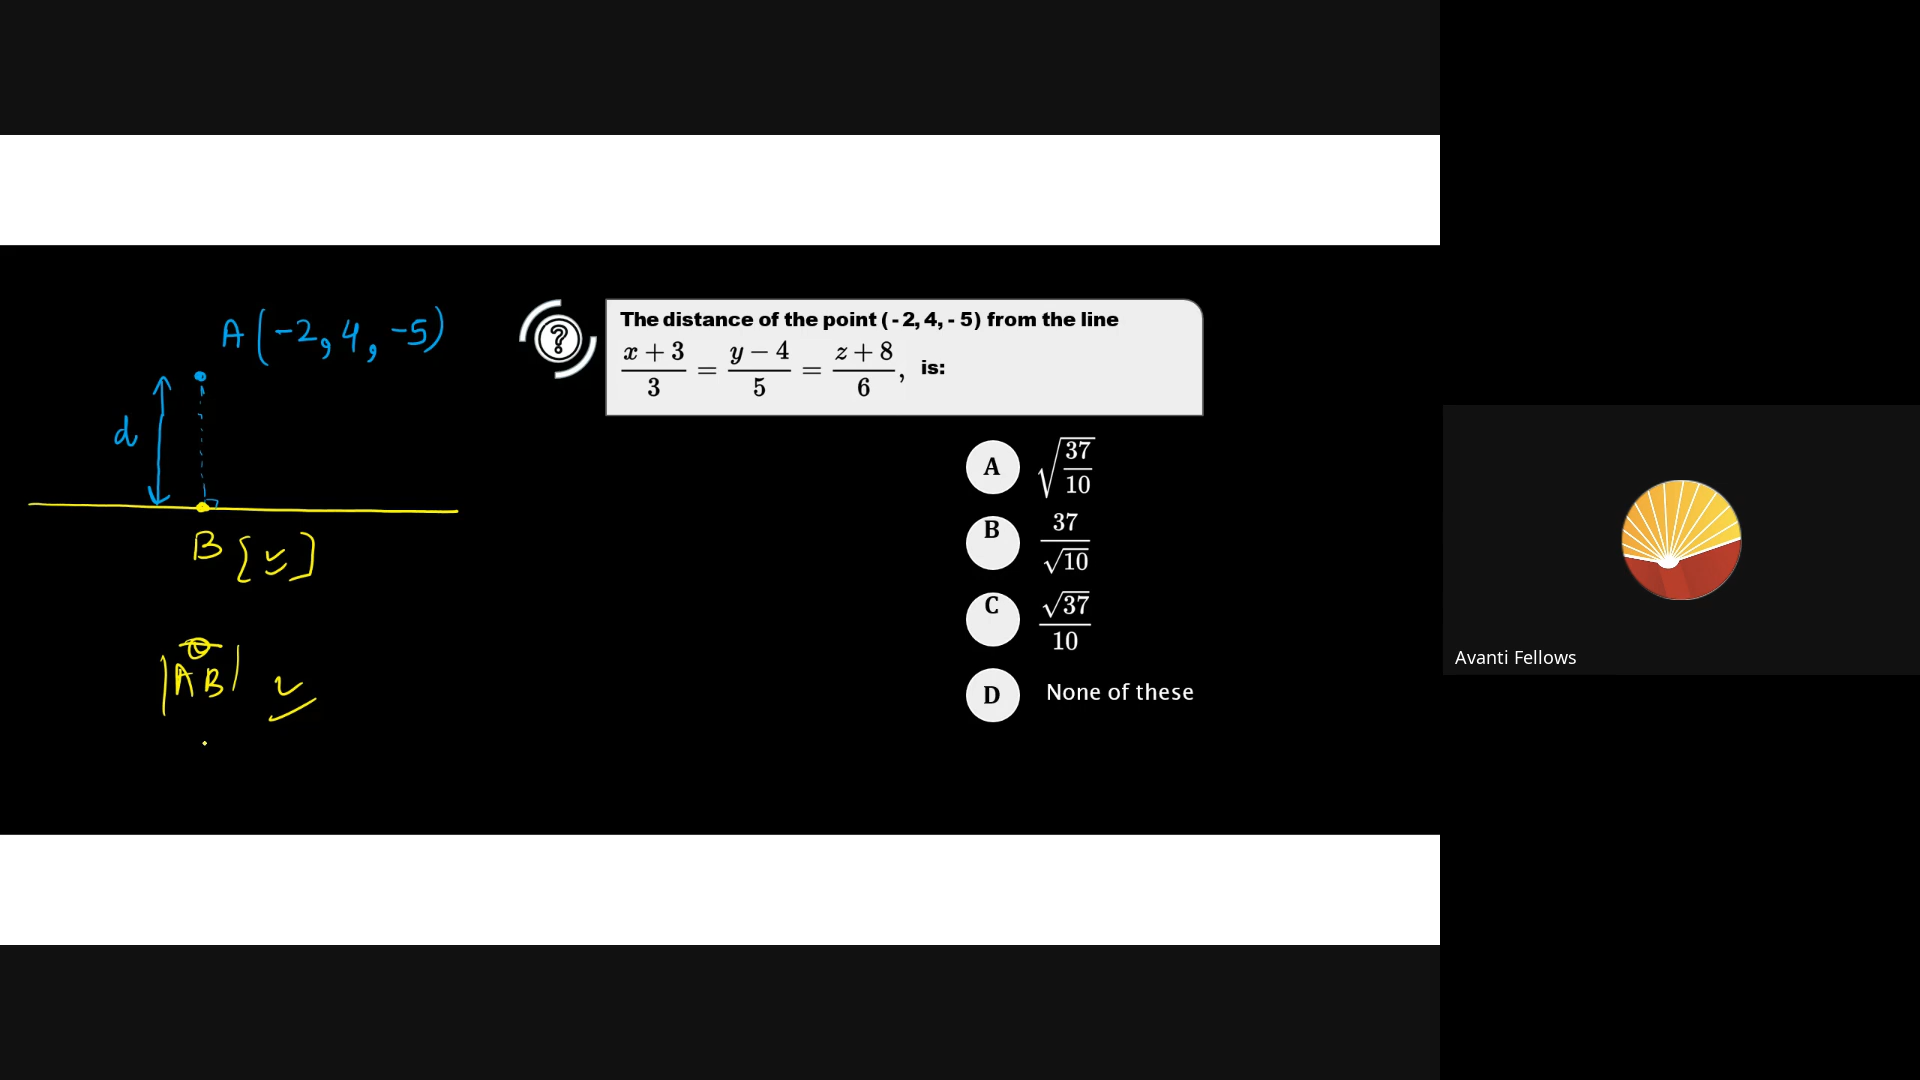 A (-2, 4, -5)
d
B [ ]
|AB|
?
The distance of the point (- 2, 4, - 5) from the line
x + 3 / 3 = y − 4 / 5 = z + 8 / 6, is:
A √(37/10)
B 37/√10
C √37/10
D None of these
Avanti Fellows